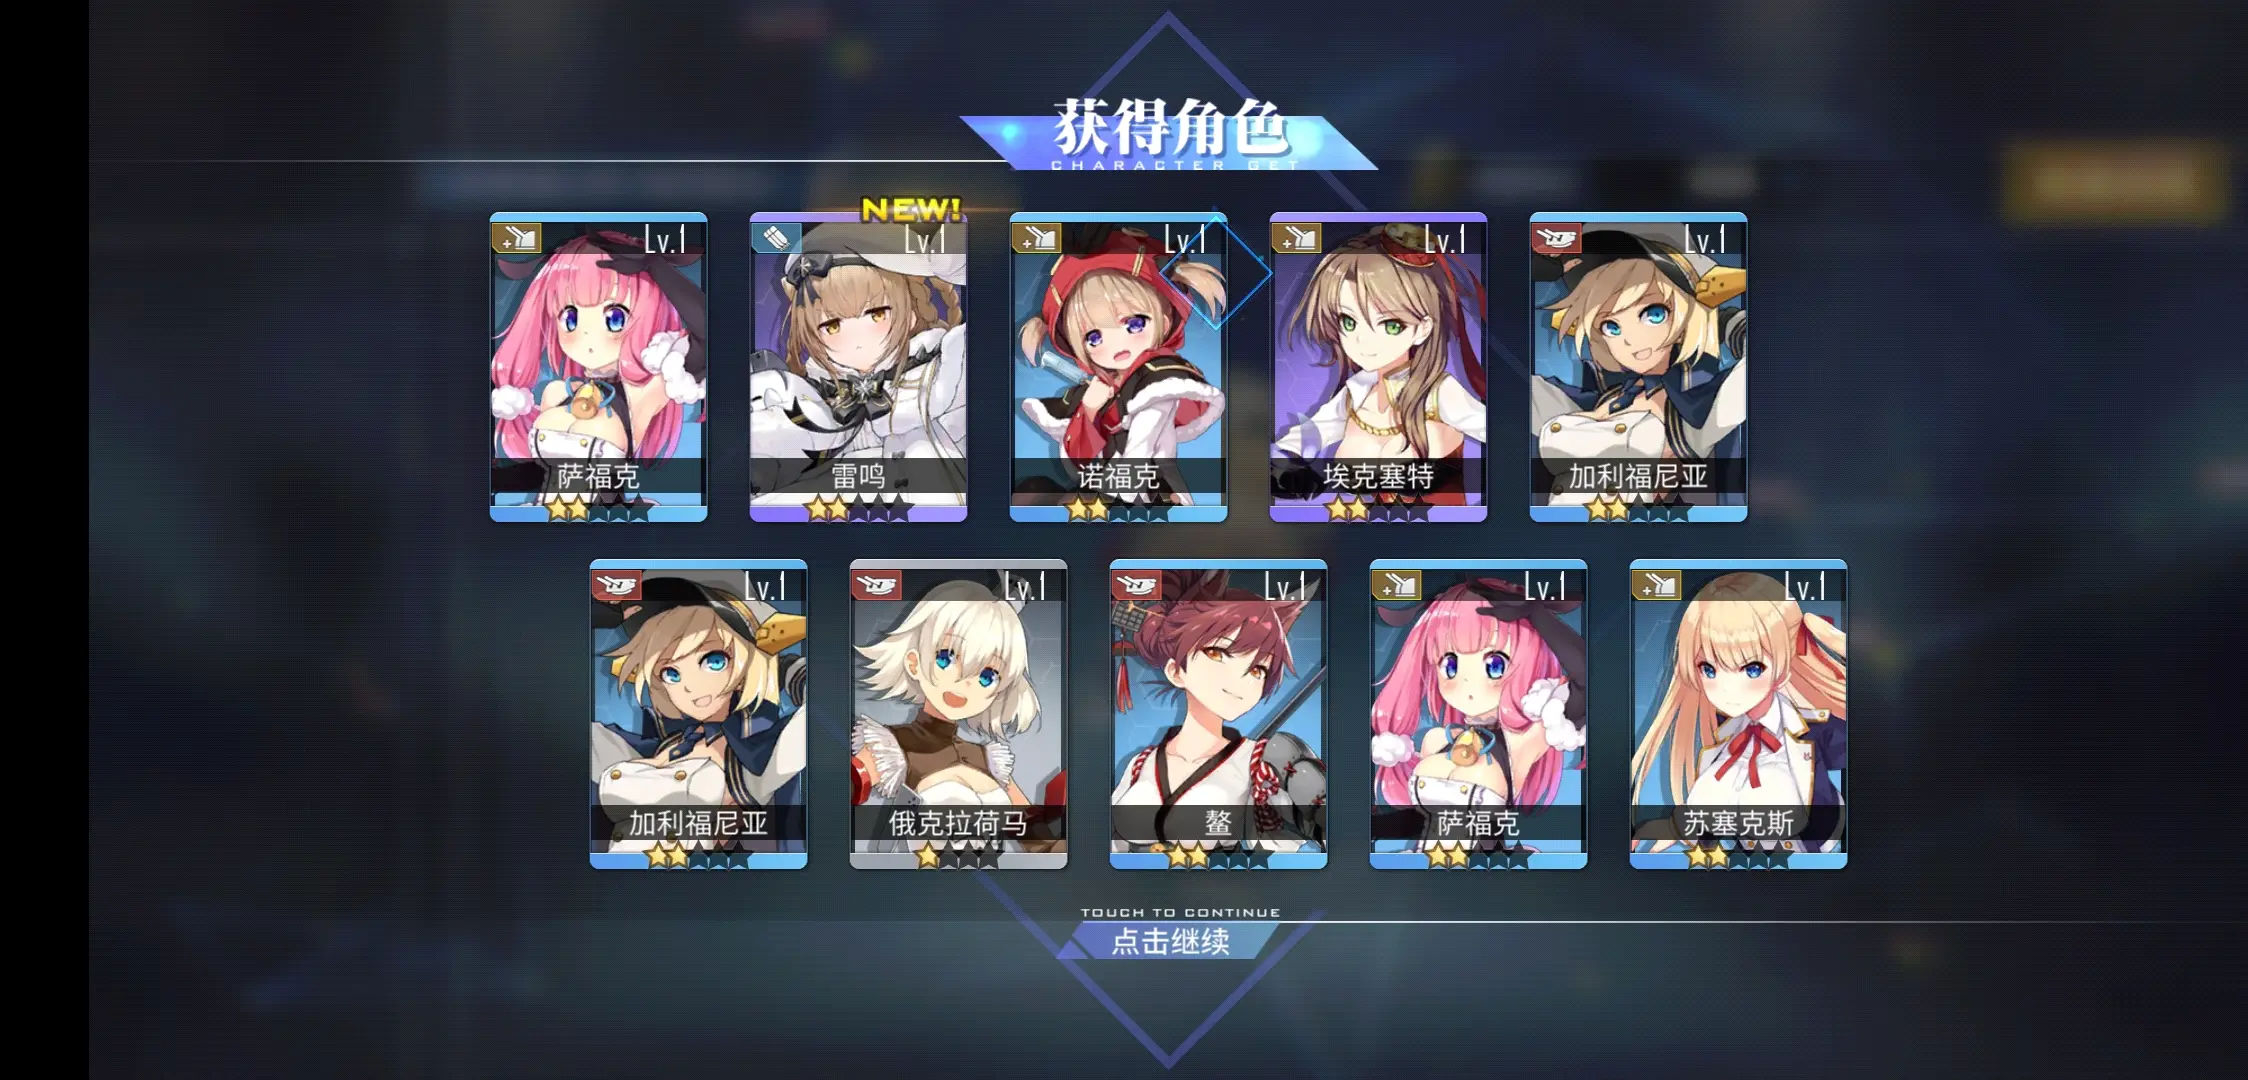 获得角色
CHARACTER GET
NEW!
Lv.1
Lv.1
Lv.1
Lv.1
Lv.1
萨福克
雷鸣
诺福克
埃克塞特
加利福尼亚
Lv.1
Lv.1
Lv.1
Lv.1
Lv.1
加利福尼亚
俄克拉荷马
鳌
萨福克
苏塞克斯
TOUCH TO CONTINUE
点击继续